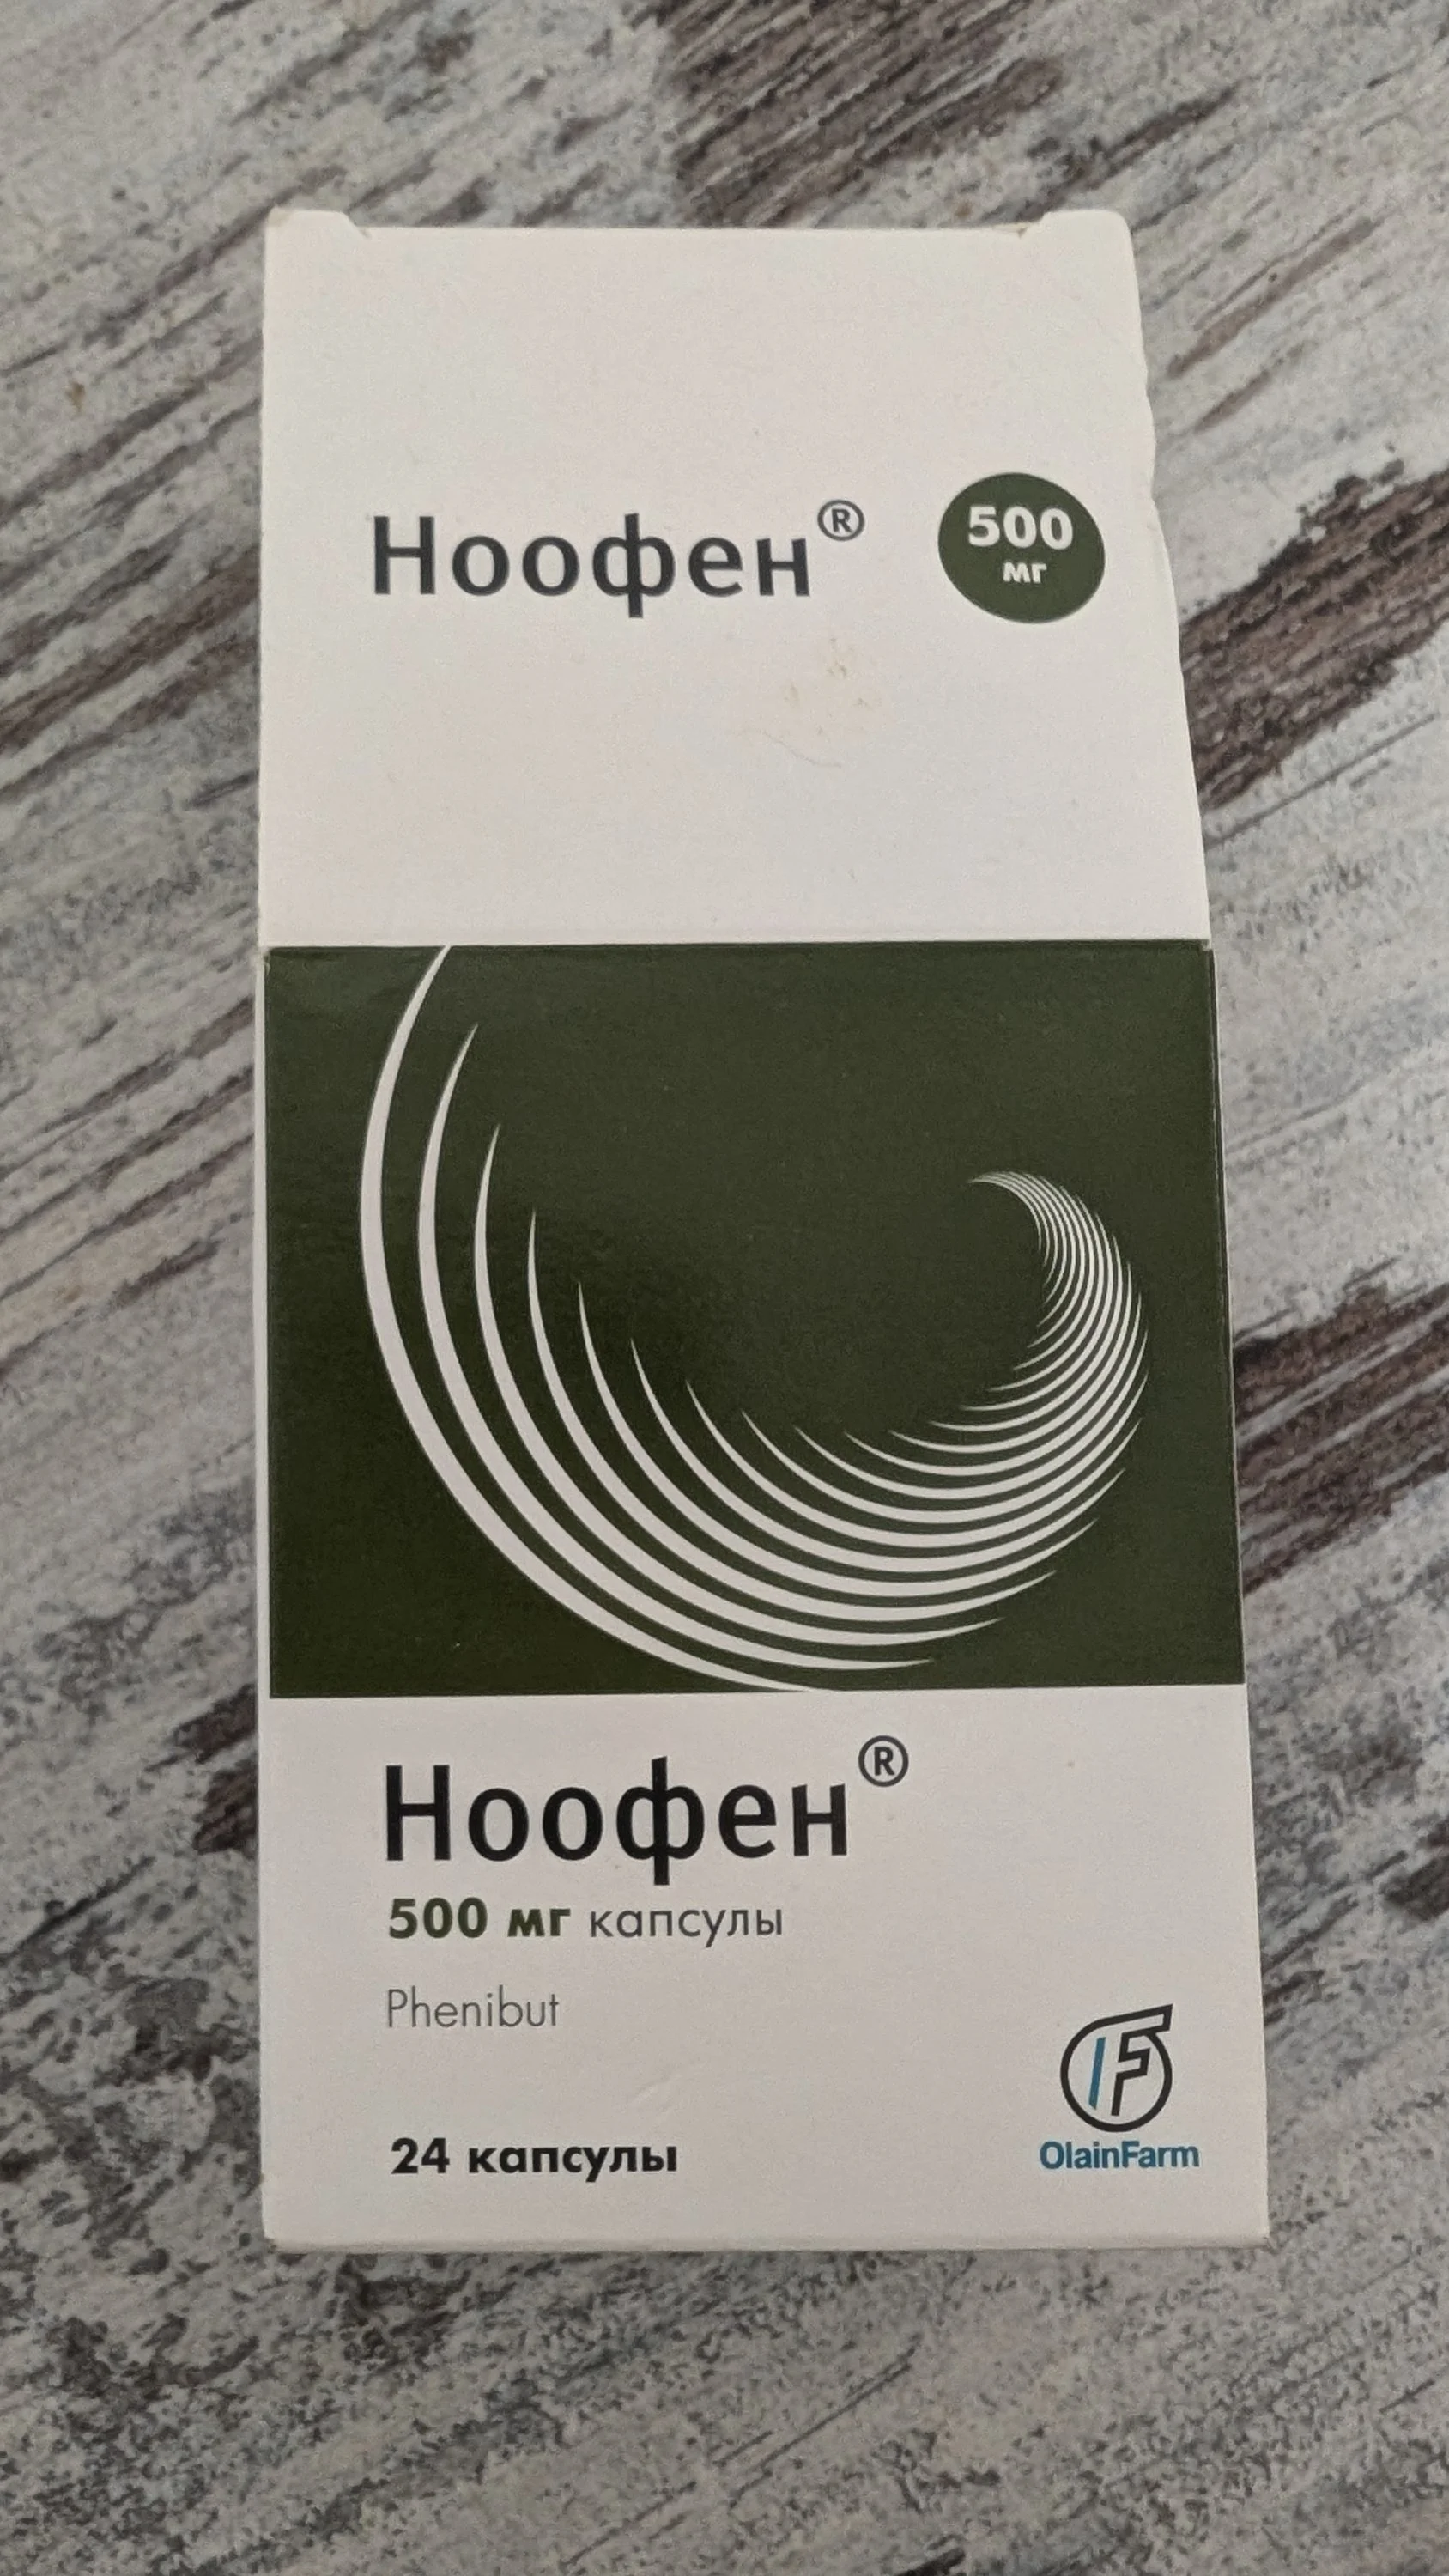 Ноофен®
500
мг
Ноофен®
500 мг капсулы
Phenibut
24 капсулы
OlainFarm